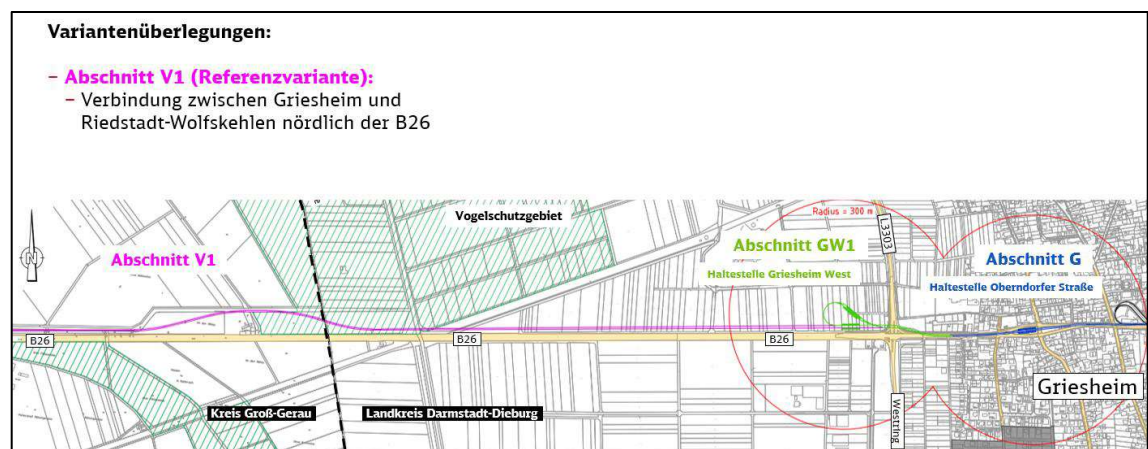 Variantenüberlegungen:
– Abschnitt V1 (Referenzvariante):
– Verbindung zwischen Griesheim und
Riedstadt-Wolfskehlen nördlich der B26
Vogelschutzgebiet
Radius = 300 m
L3303
N
Abschnitt V1
Abschnitt GW1
Abschnitt G
Haltestelle Griesheim West
Haltestelle Oberndorfer Straße
B26
B26
B26
Griesheim
Kreis Groß-Gerau
Landkreis Darmstadt-Dieburg
Westring